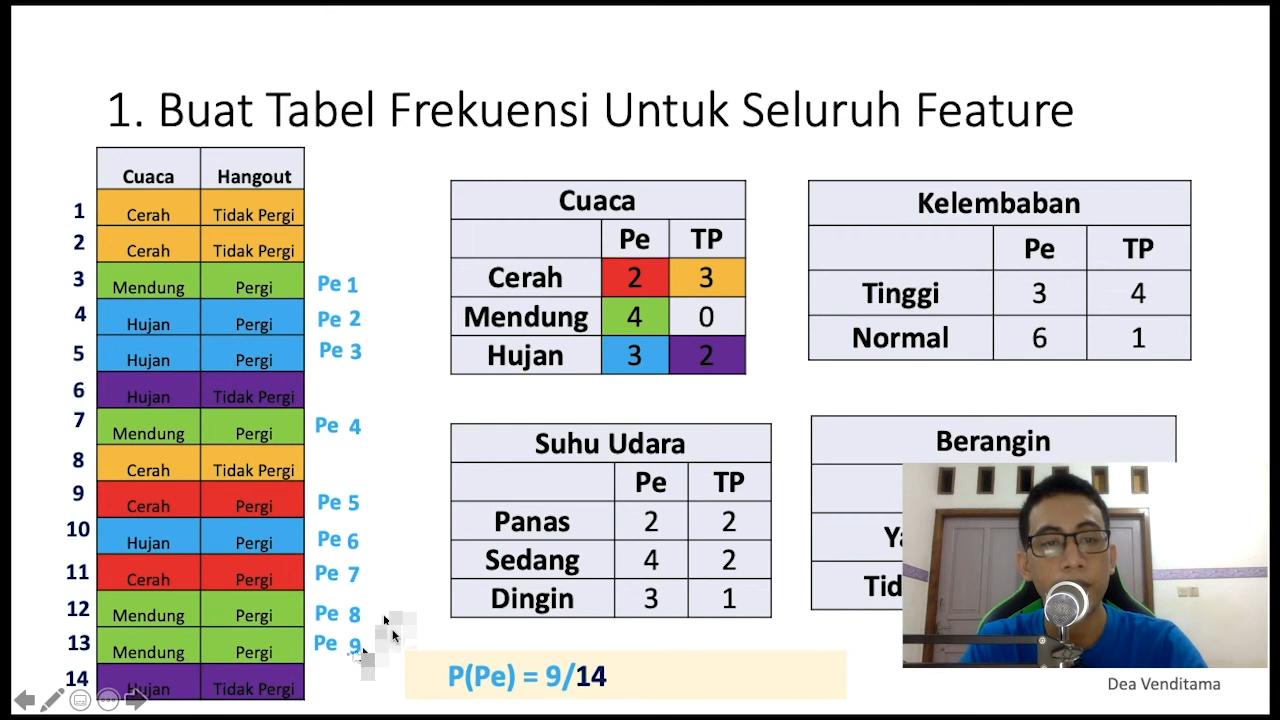 1. Buat Tabel Frekuensi Untuk Seluruh Feature
Cuaca Hangout
1 Cerah Tidak Pergi
2 Cerah Tidak Pergi
3 Mendung Pergi Pe 1
4 Hujan Pergi Pe 2
5 Hujan Pergi Pe 3
6 Hujan Tidak Pergi
7 Mendung Pergi Pe 4
8 Cerah Tidak Pergi
9 Cerah Pergi Pe 5
10 Hujan Pergi Pe 6
11 Cerah Pergi Pe 7
12 Mendung Pergi Pe 8
13 Mendung Pergi Pe 9
14 Hujan Tidak Pergi
Cuaca
Pe TP
Cerah 2 3
Mendung 4 0
Hujan 3 2
Kelembaban
Pe TP
Tinggi 3 4
Normal 6 1
Suhu Udara
Pe TP
Panas 2 2
Sedang 4 2
Dingin 3 1
Berangin
P(Pe) = 9/14
Dea Venditama